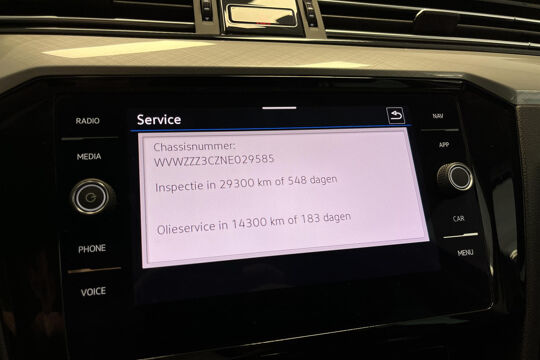 RADIO
MEDIA
PHONE
VOICE
Service
Chassisnummer:
WVWZZZ3CZNE029585
Inspectie in 29300 km of 548 dagen
Olieservice in 14300 km of 183 dagen
NAV
APP
CAR
MENU